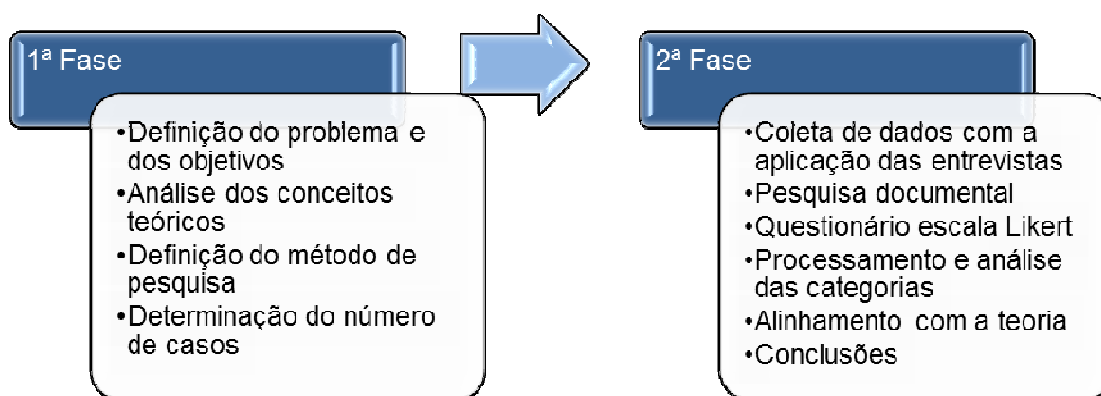 1ª Fase
•Definição do problema e
dos objetivos
•Análise dos conceitos
teóricos
•Definição do método de
pesquisa
•Determinação do número
de casos
2ª Fase
•Coleta de dados com a
aplicação das entrevistas
•Pesquisa documental
•Questionário escala Likert
•Processamento e análise
das categorias
•Alinhamento com a teoria
•Conclusões